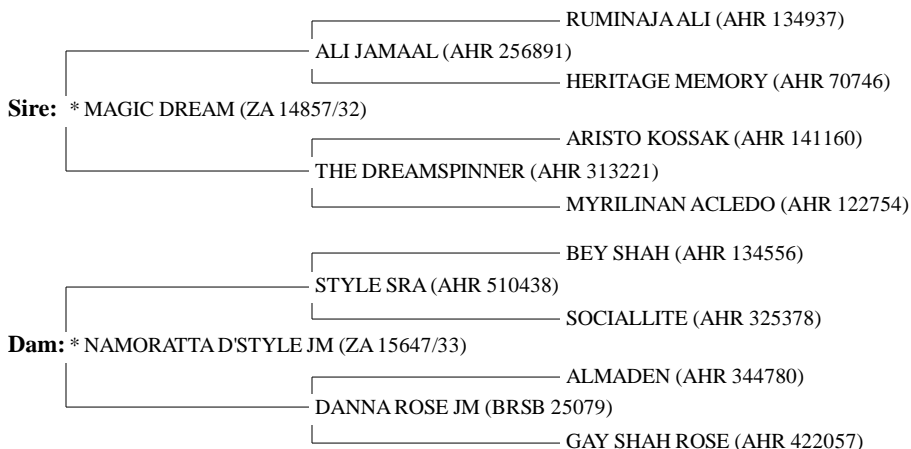 RUMINAJA ALI (AHR 134937)
ALI JAMAAL (AHR 256891)
HERITAGE MEMORY (AHR 70746)
Sire: * MAGIC DREAM (ZA 14857/32)
ARISTO KOSSAK (AHR 141160)
THE DREAMSPINNER (AHR 313221)
MYRILINAN ACLEDO (AHR 122754)
BEY SHAH (AHR 134556)
STYLE SRA (AHR 510438)
SOCIALLITE (AHR 325378)
Dam: * NAMORATTA D'STYLE JM (ZA 15647/33)
ALMADEN (AHR 344780)
DANNA ROSE JM (BRSB 25079)
GAY SHAH ROSE (AHR 422057)